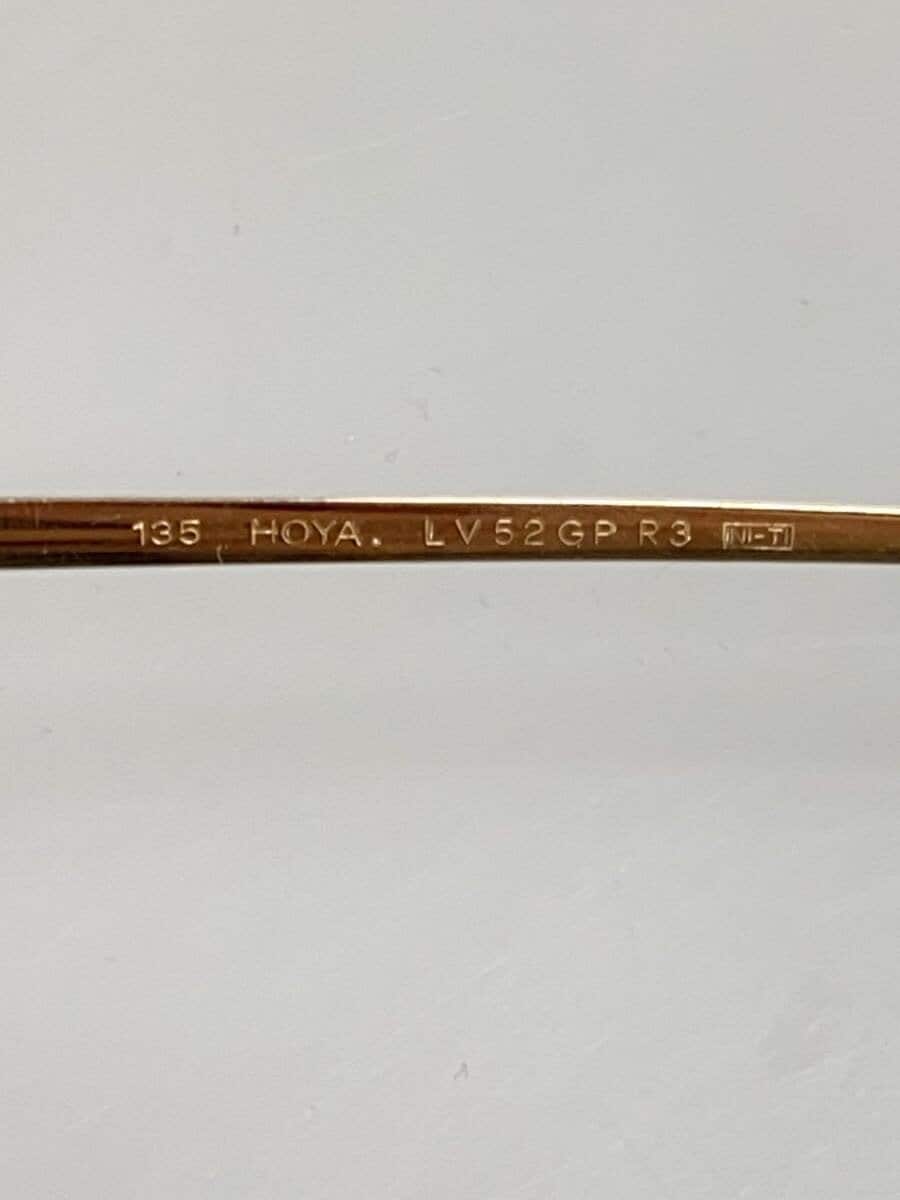 135 HOYA. LV52GP R3 NI-TI